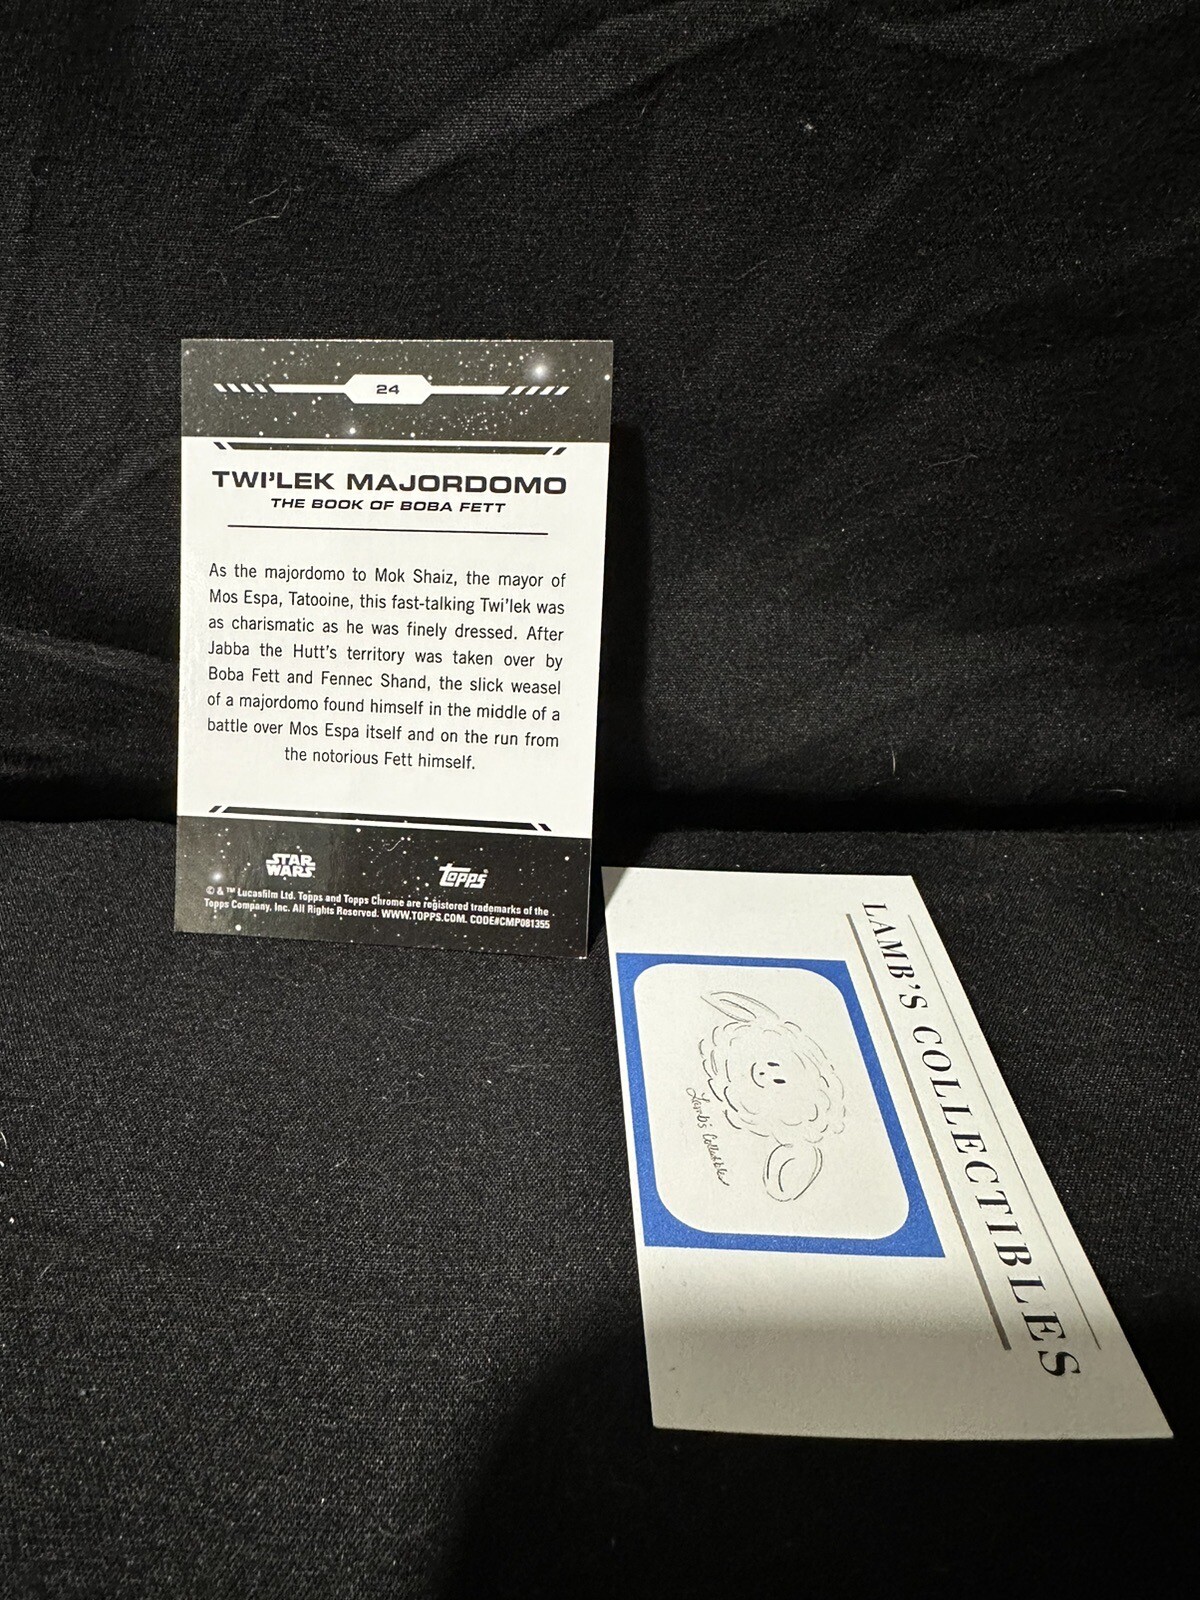 24
TWI'LEK MAJORDOMO
THE BOOK OF BOBA FETT
As the majordomo to Mok Shaiz, the mayor of
Mos Espa, Tatooine, this fast-talking Twi'lek was
as charismatic as he was finely dressed. After
Jabba the Hutt's territory was taken over by
Boba Fett and Fennec Shand, the slick weasel
of a majordomo found himself in the middle of a
battle over Mos Espa itself and on the run from
the notorious Fett himself.
STAR
WARS
topps
© & ™ Lucasfilm Ltd. Topps and Topps Chrome are registered trademarks of the
Topps Company, Inc. All Rights Reserved. WWW.TOPPS.COM. CODE#CMP081355
LAMB'S COLLECTIBLES
Lamb's Collectibles